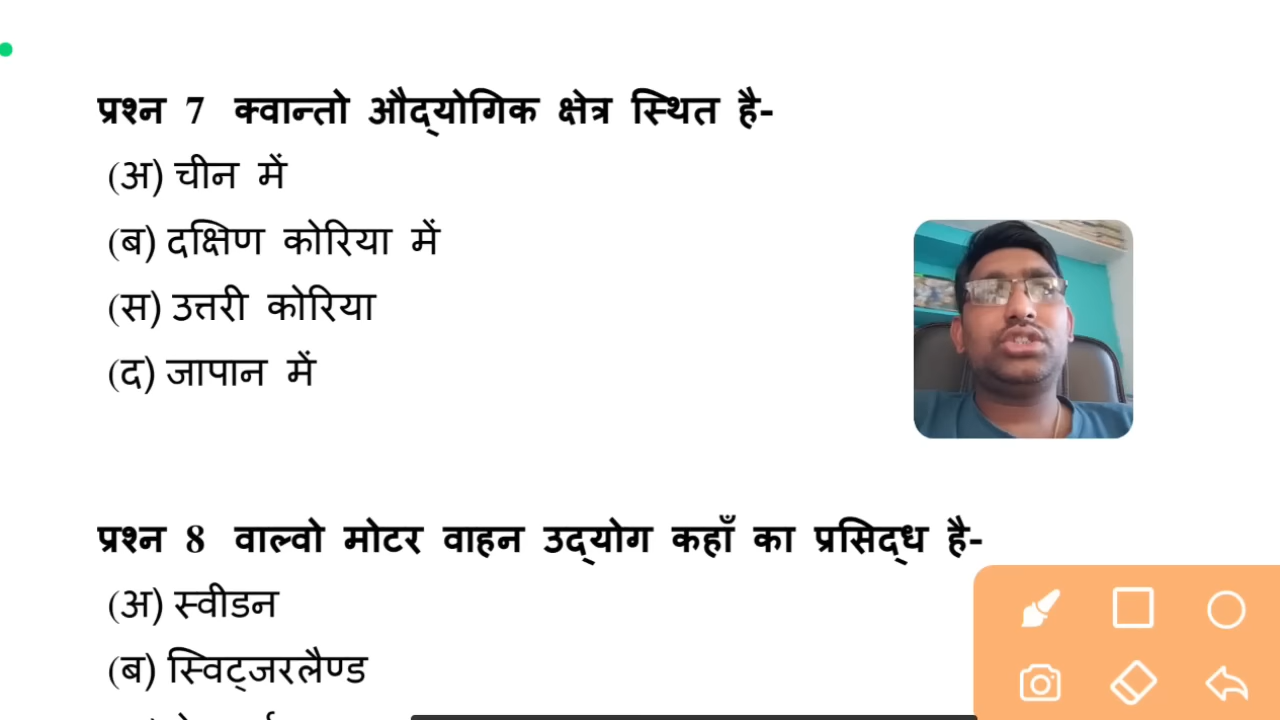 प्रश्न 7 क्वान्तो औद्योगिक क्षेत्र स्थित है-
(अ) चीन में
(ब) दक्षिण कोरिया में
(स) उत्तरी कोरिया
(द) जापान में
प्रश्न 8 वाल्वो मोटर वाहन उद्योग कहाँ का प्रसिद्ध है-
(अ) स्वीडन
(ब) स्विट्जरलैण्ड